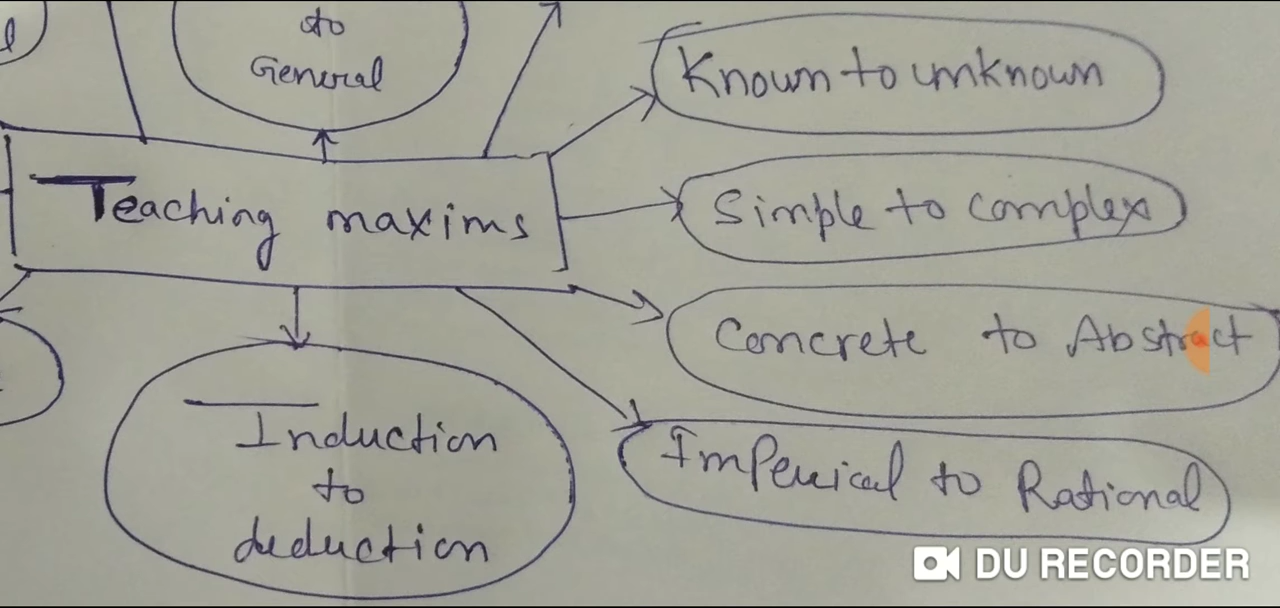 to
General
Known to unknown
Teaching maxims
Simple to complex
Concrete to Abstract
Induction
to
deduction
Imperical to Rational
DU RECORDER